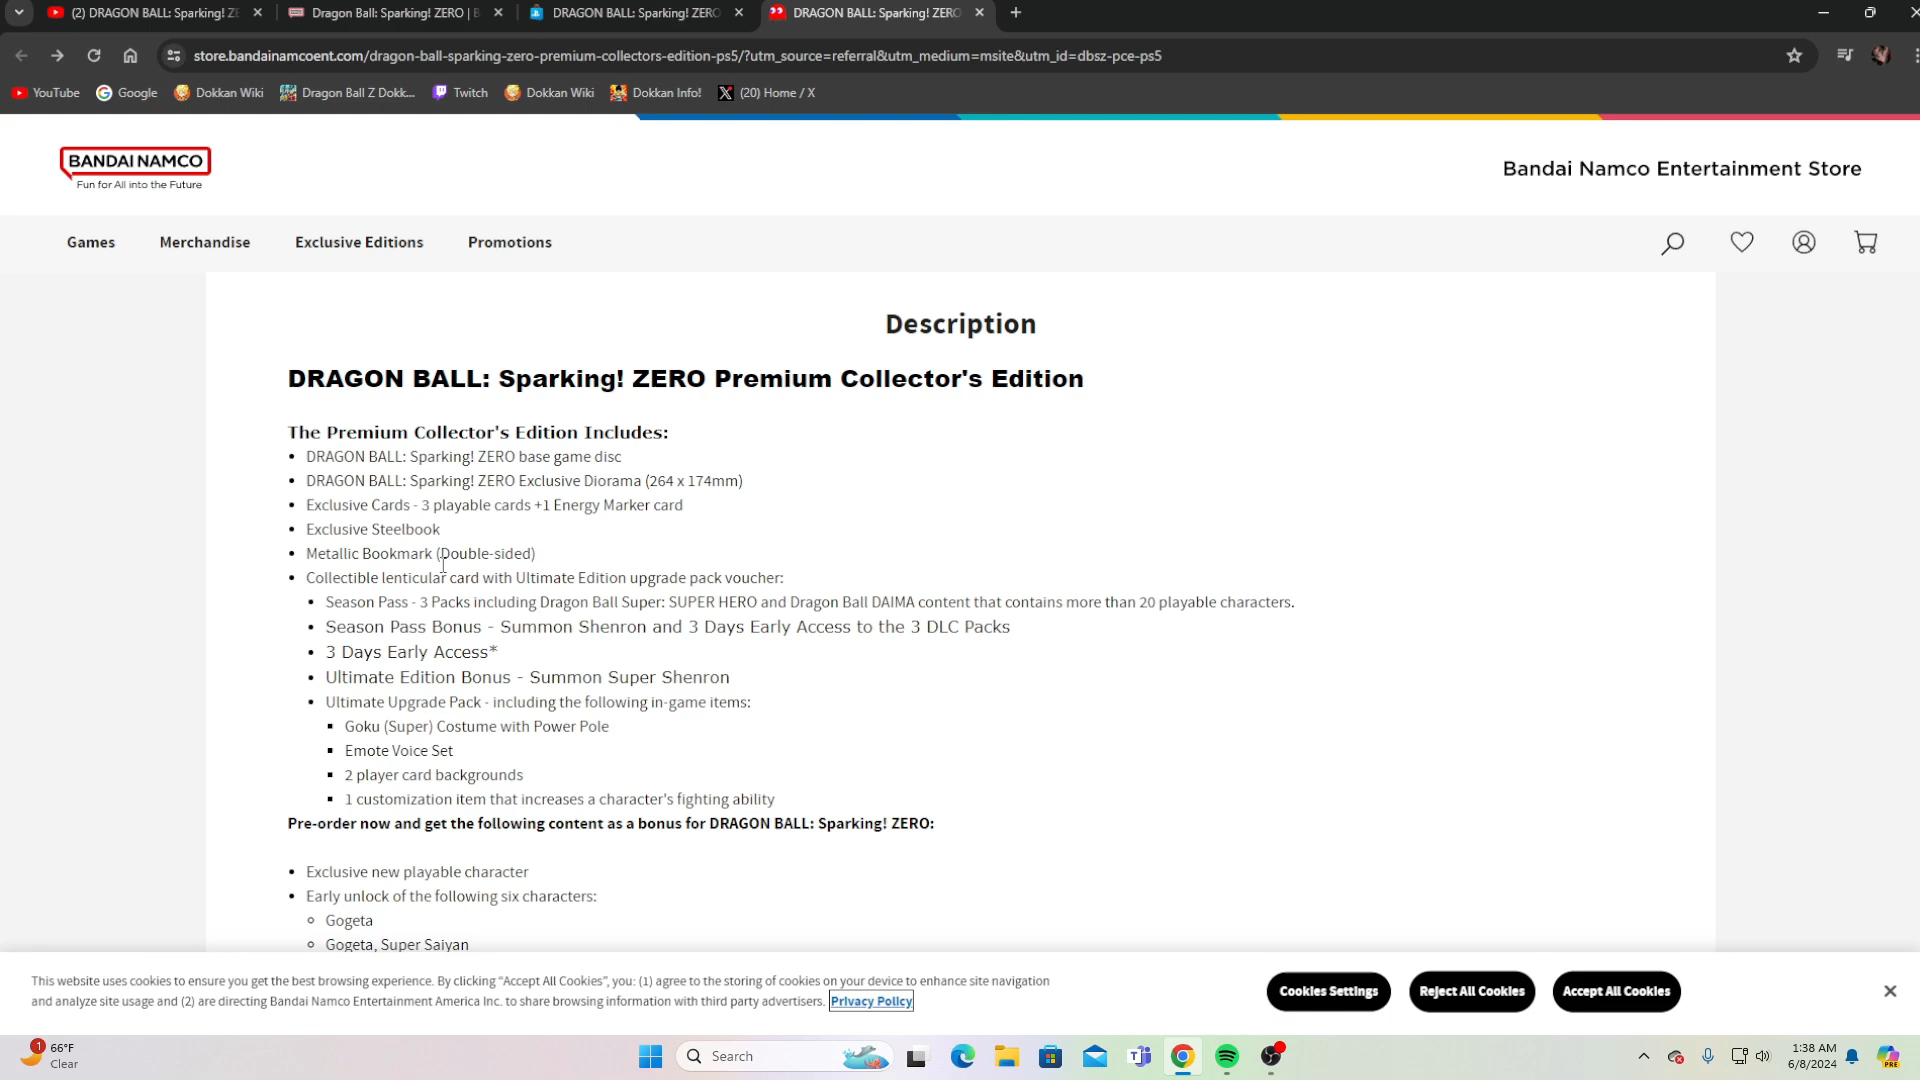 (2) DRAGON BALL: Sparking! ZE
Dragon Ball: Sparking! ZERO | B
DRAGON BALL: Sparking! ZERO
DRAGON BALL: Sparking! ZERO
store.bandainamcoent.com/dragon-ball-sparking-zero-premium-collectors-edition-ps5/?utm_source=referral&utm_medium=msite&utm_id=dbsz-pce-ps5
YouTube
Google
Dokkan Wiki
Dragon Ball Z Dokk...
Twitch
Dokkan Wiki
Dokkan Info!
(20) Home / X
BANDAI NAMCO
Fun for All into the Future
Bandai Namco Entertainment Store
Games
Merchandise
Exclusive Editions
Promotions
Description
DRAGON BALL: Sparking! ZERO Premium Collector's Edition
The Premium Collector's Edition Includes:
DRAGON BALL: Sparking! ZERO base game disc
DRAGON BALL: Sparking! ZERO Exclusive Diorama (264 x 174mm)
Exclusive Cards - 3 playable cards +1 Energy Marker card
Exclusive Steelbook
Metallic Bookmark (Double-sided)
Collectible lenticular card with Ultimate Edition upgrade pack voucher:
Season Pass - 3 Packs including Dragon Ball Super: SUPER HERO and Dragon Ball DAIMA content that contains more than 20 playable characters.
Season Pass Bonus - Summon Shenron and 3 Days Early Access to the 3 DLC Packs
3 Days Early Access*
Ultimate Edition Bonus - Summon Super Shenron
Ultimate Upgrade Pack - including the following in-game items:
Goku (Super) Costume with Power Pole
Emote Voice Set
2 player card backgrounds
1 customization item that increases a character's fighting ability
Pre-order now and get the following content as a bonus for DRAGON BALL: Sparking! ZERO:
Exclusive new playable character
Early unlock of the following six characters:
Gogeta
Gogeta, Super Saiyan
This website uses cookies to ensure you get the best browsing experience. By clicking “Accept All Cookies”, you: (1) agree to the storing of cookies on your device to enhance site navigation
and analyze site usage and (2) are directing Bandai Namco Entertainment America Inc. to share browsing information with third party advertisers. Privacy Policy
Cookies Settings
Reject All Cookies
Accept All Cookies
1
66°F
Clear
Search
1:38 AM
6/8/2024
PRE